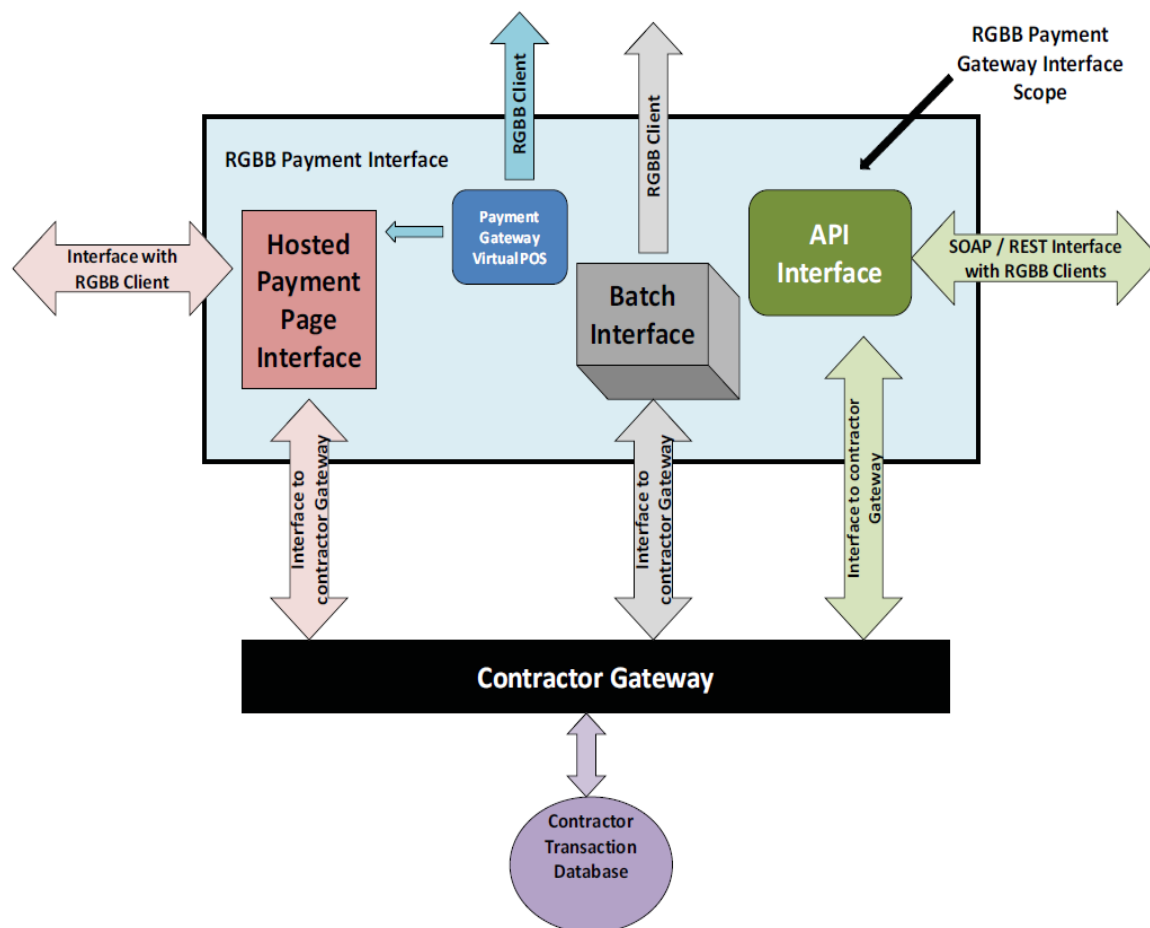 RGBB Payment
Gateway Interface
Scope
RGBB Client
RGBB Client
RGBB Payment Interface
Payment
Gateway
Virtual POS
Hosted
Payment
Page
Interface
API
Interface
Batch
Interface
Interface with
RGBB Client
SOAP / REST Interface
with RGBB Clients
Interface to
contractor Gateway
Interface to
contractor Gateway
Interface to contractor
Gateway
Contractor Gateway
Contractor
Transaction
Database